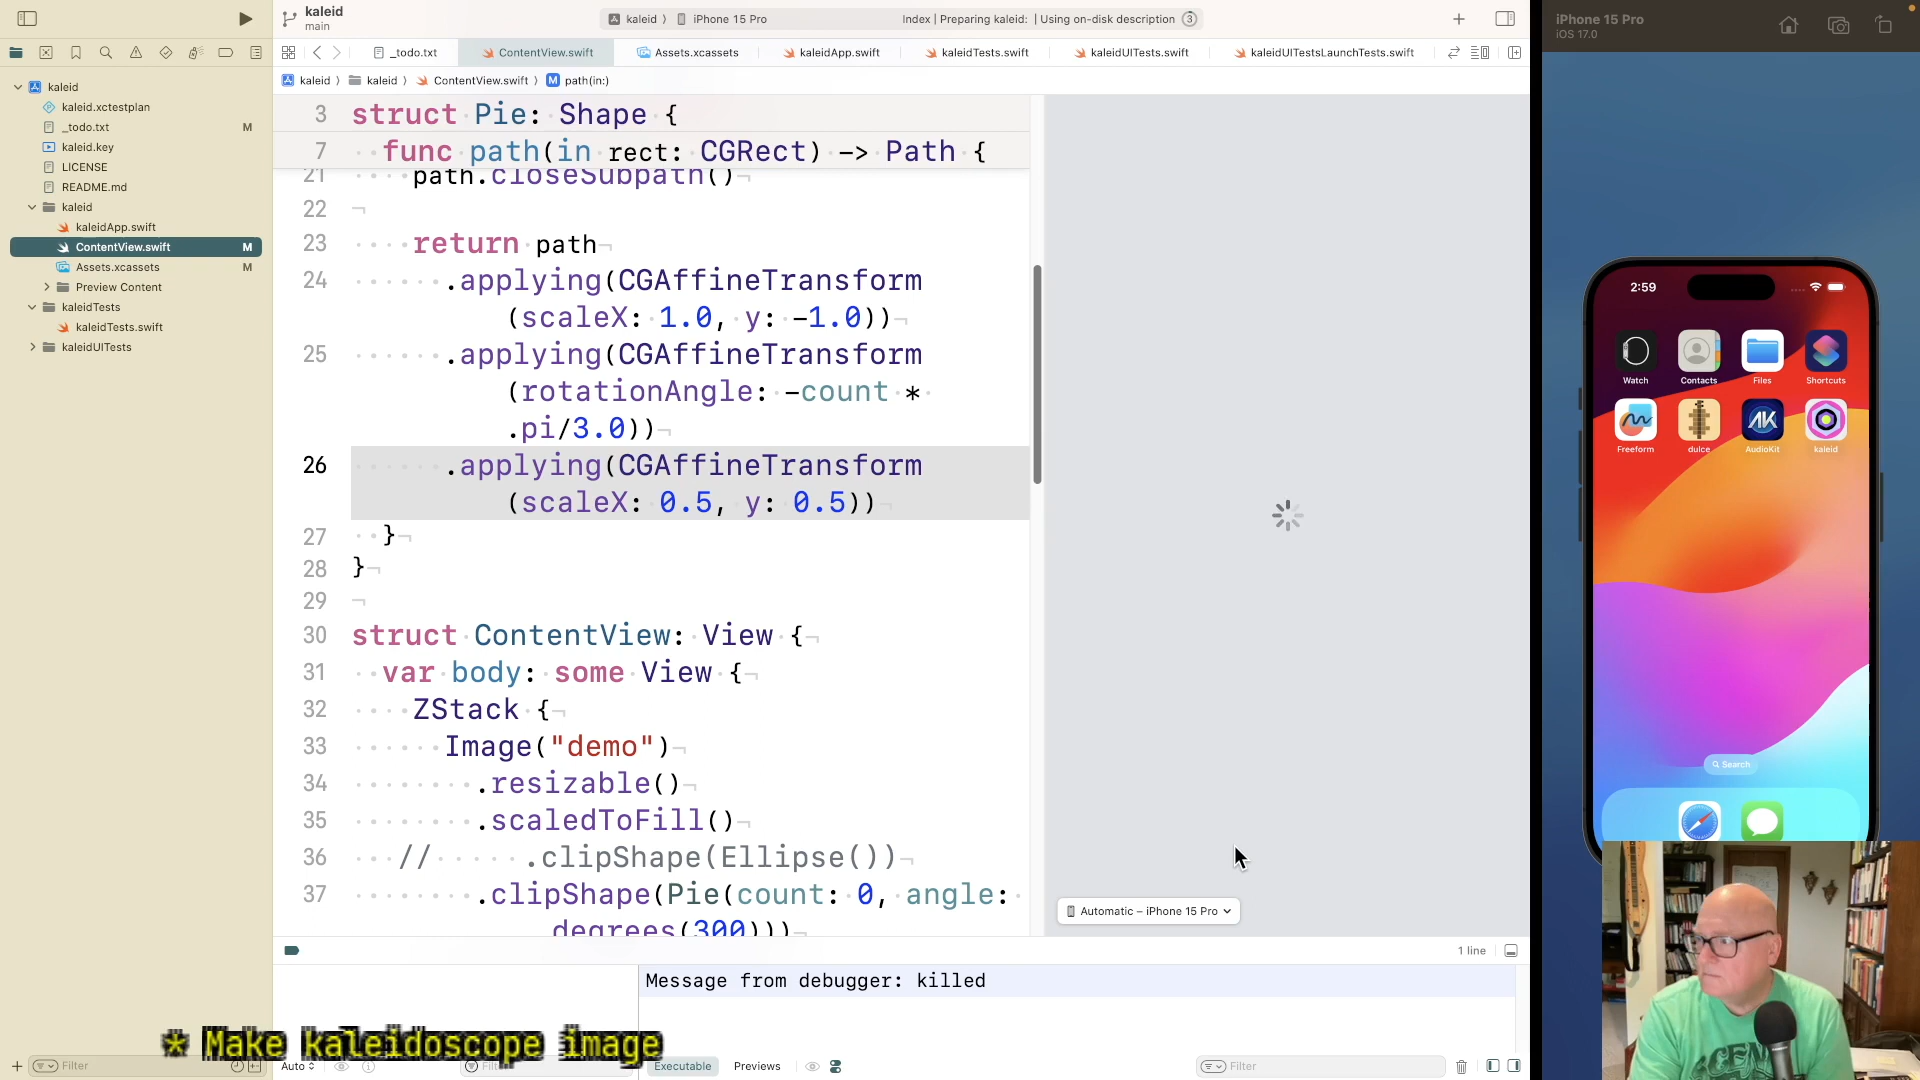 kaleid
main
kaleid
iPhone 15 Pro
Index | Preparing kaleid: | Using on-disk description
3
_todo.txt
ContentView.swift
Assets.xcassets
kaleidApp.swift
kaleidTests.swift
kaleidUITests.swift
kaleidUITestsLaunchTests.swift
kaleid
kaleid
ContentView.swift
M
path(in:)
kaleid
kaleid.xctestplan
_todo.txt
M
kaleid.key
LICENSE
README.md
kaleid
kaleidApp.swift
ContentView.swift
M
Assets.xcassets
M
Preview Content
kaleidTests
kaleidTests.swift
kaleidUITests
Filter
3 struct Pie: Shape {
7 func path(in rect: CGRect) -> Path {
21 path.closeSubpath()
22
23 return path
24 .applying(CGAffineTransform
(scaleX: 1.0, y: -1.0))
25 .applying(CGAffineTransform
(rotationAngle: -count *
.pi/3.0))
26 .applying(CGAffineTransform
(scaleX: 0.5, y: 0.5))
27 }
28 }
29
30 struct ContentView: View {
31 var body: some View {
32 ZStack {
33 Image("demo")
34 .resizable()
35 .scaledToFill()
36 // .clipShape(Ellipse())
37 .clipShape(Pie(count: 0, angle:
degrees(300)))
Automatic – iPhone 15 Pro
1 line
Message from debugger: killed
* Make kaleidoscope image
Auto
Executable
Previews
Filter
iPhone 15 Pro
iOS 17.0
2:59
Watch
Contacts
Files
Shortcuts
Freeform
dulce
AudioKit
kaleid
AK
Search